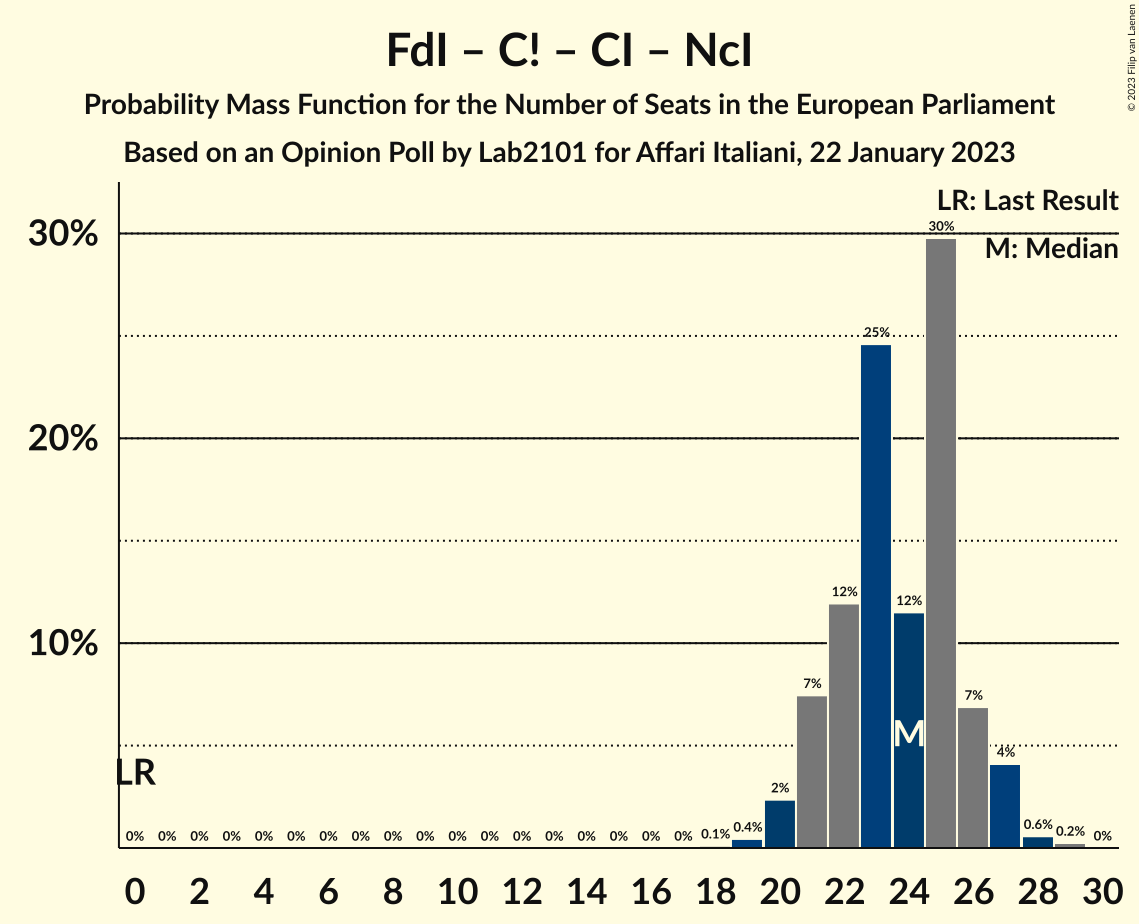 FdI – C! – CI – NcI
Probability Mass Function for the Number of Seats in the European Parliament
Based on an Opinion Poll by Lab2101 for Affari Italiani, 22 January 2023
© 2023 Filip van Laenen
LR: Last Result
M: Median
30%
20%
10%
30%
25%
12%
12%
7%
7%
M
4%
LR
2%
0% 0% 0% 0% 0% 0% 0% 0% 0% 0% 0% 0% 0% 0% 0% 0% 0% 0% 0.1% 0.4% 0.6% 0.2% 0%
0 2 4 6 8 10 12 14 16 18 20 22 24 26 28 30